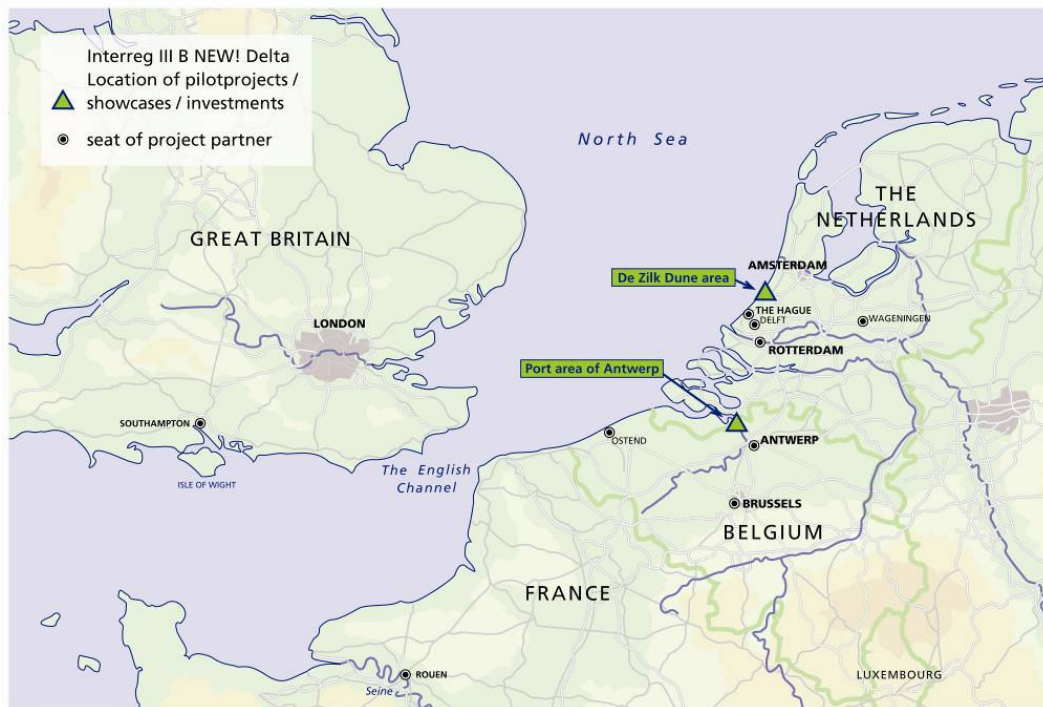 Interreg III B NEW! Delta
Location of pilotprojects /
showcases / investments
seat of project partner
North Sea
THE
NETHERLANDS
GREAT BRITAIN
AMSTERDAM
De Zilk Dune area
THE HAGUE
DELFT
WAGENINGEN
LONDON
ROTTERDAM
Port area of Antwerp
SOUTHAMPTON
OSTEND
ANTWERP
The English
Channel
ISLE OF WIGHT
BRUSSELS
BELGIUM
FRANCE
ROUEN
LUXEMBOURG
Seine